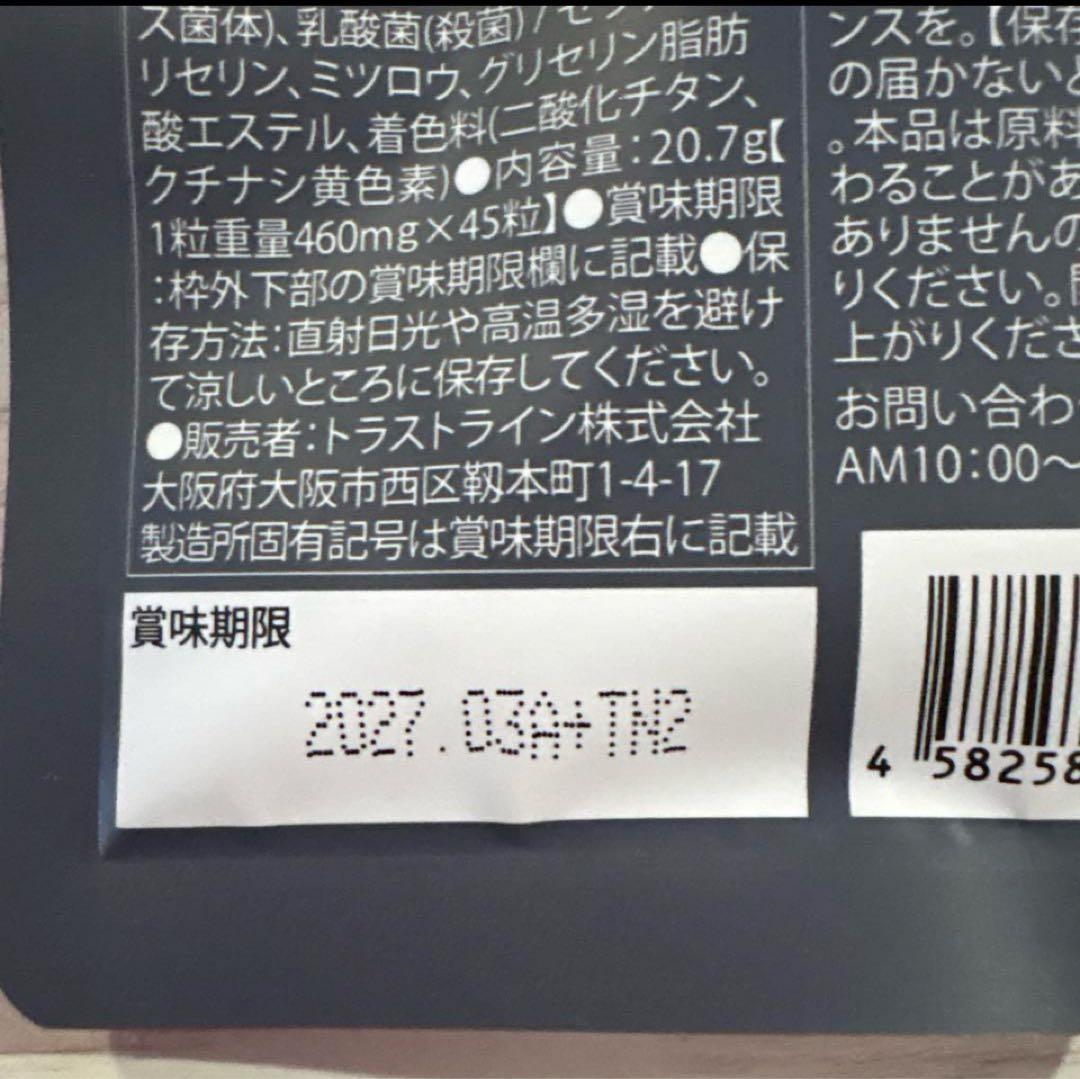 ス菌体)、乳酸菌(殺菌)/
リセリン、ミツロウ、グリセリン脂肪
酸エステル、着色料(二酸化チタン、
クチナシ黄色素)●内容量:20.7g【
1粒重量460mg×45粒】●賞味期限
:枠外下部の賞味期限欄に記載●保
存方法:直射日光や高温多湿を避け
て涼しいところに保存してください。
●販売者:トラストライン株式会社
大阪府大阪市西区靱本町1-4-17
製造所固有記号は賞味期限右に記載
賞味期限
2027.03A+TN2
ンスを。【保存
の届かないと
。本品は原料
わることがあ
ありませんの
りください。
上がりくださ
お問い合わ
AM10:00〜
4 58258